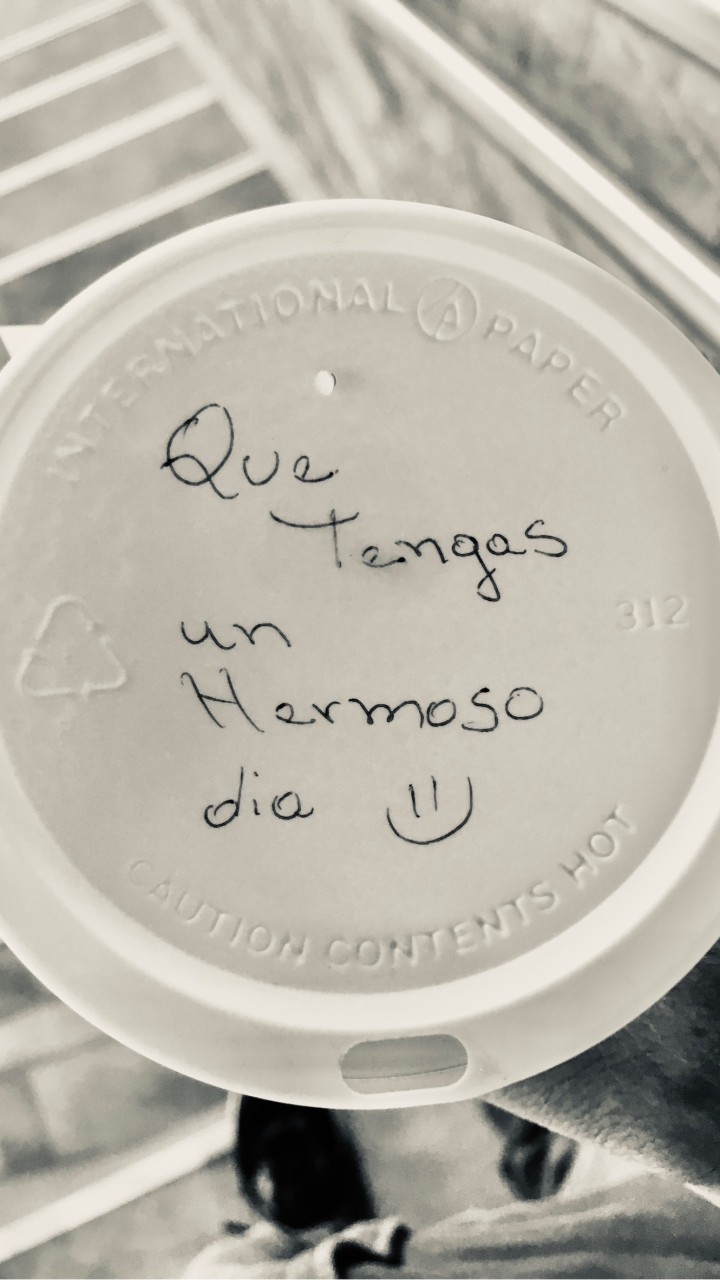 INTERNATIONAL PAPER
Que
Tengas
un
312
Hermoso
dia
CAUTION CONTENTS HOT